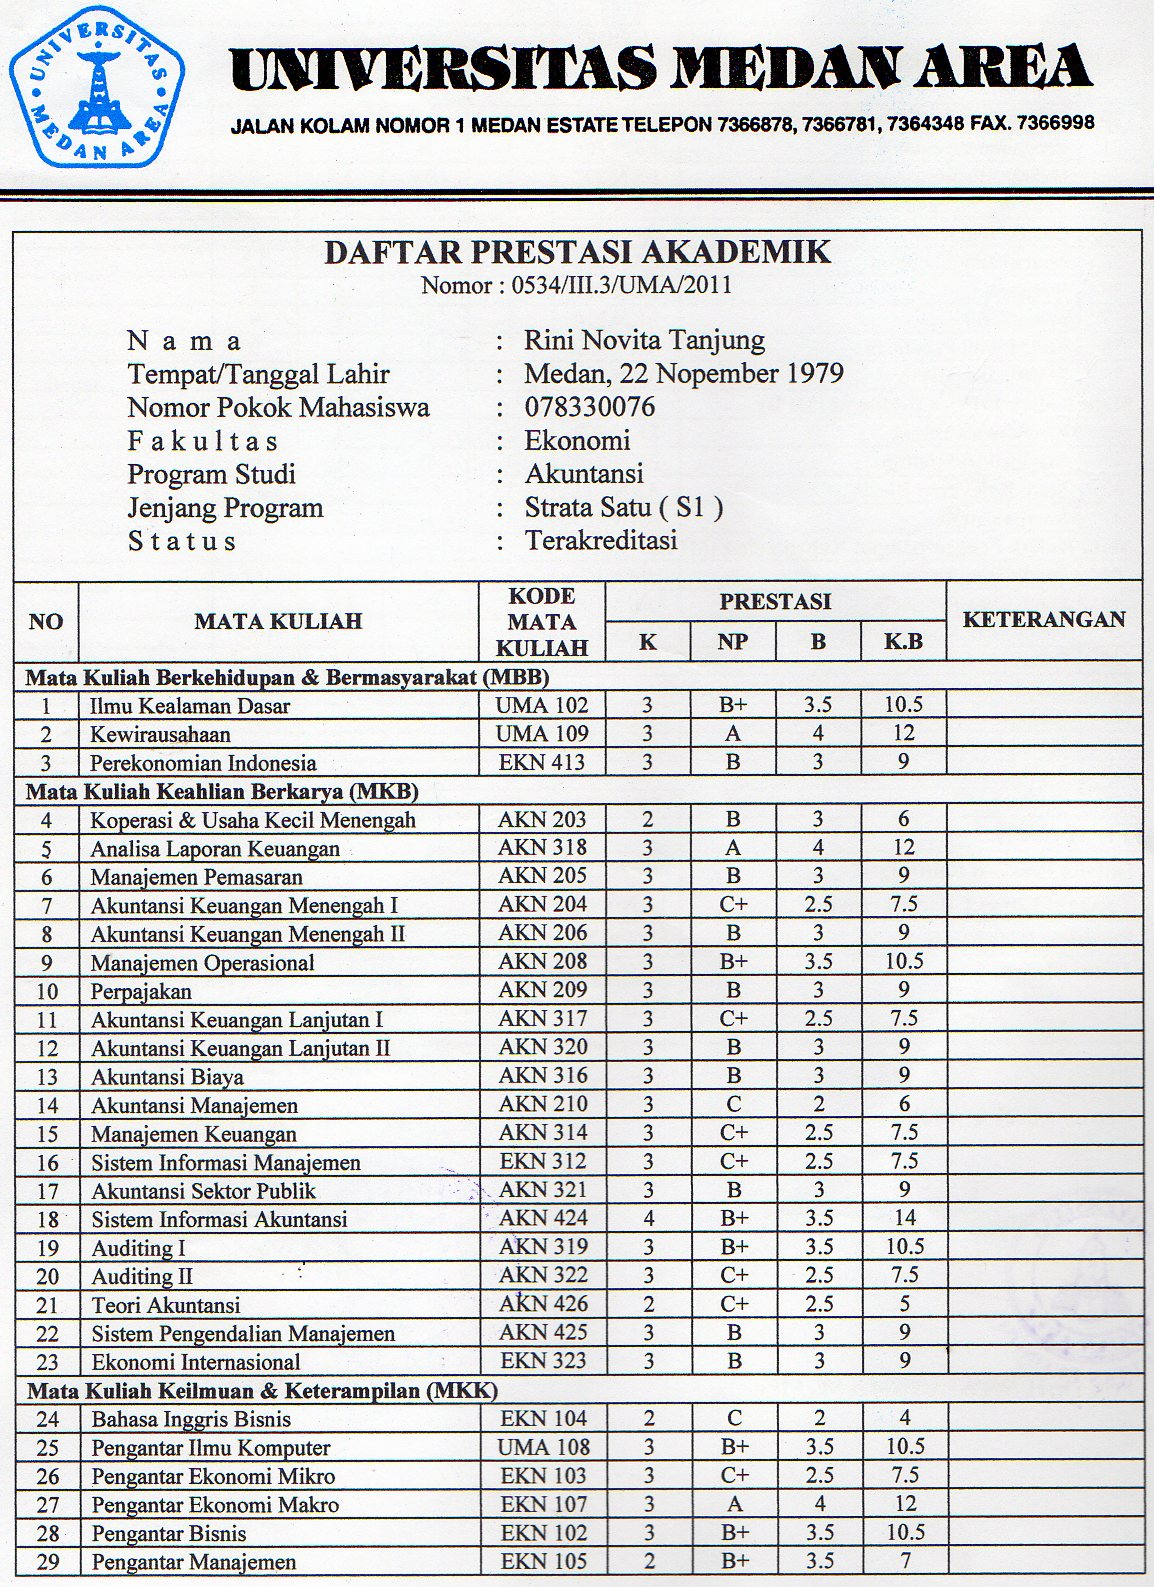 UNIVERSITAS MEDAN AREA
UNIVERSITAS MEDAN AREA
JALAN KOLAM NOMOR 1 MEDAN ESTATE TELEPON 7366878, 7366781, 7364348 FAX. 7366998
DAFTAR PRESTASI AKADEMIK
Nomor : 0534/III.3/UMA/2011
N a m a : Rini Novita Tanjung
Tempat/Tanggal Lahir : Medan, 22 Nopember 1979
Nomor Pokok Mahasiswa : 078330076
F a k u l t a s : Ekonomi
Program Studi : Akuntansi
Jenjang Program : Strata Satu ( S1 )
S t a t u s : Terakreditasi
NO MATA KULIAH KODE MATA KULIAH PRESTASI KETERANGAN
K NP B K.B
Mata Kuliah Berkehidupan & Bermasyarakat (MBB)
1 Ilmu Kealaman Dasar UMA 102 3 B+ 3.5 10.5
2 Kewirausahaan UMA 109 3 A 4 12
3 Perekonomian Indonesia EKN 413 3 B 3 9
Mata Kuliah Keahlian Berkarya (MKB)
4 Koperasi & Usaha Kecil Menengah AKN 203 2 B 3 6
5 Analisa Laporan Keuangan AKN 318 3 A 4 12
6 Manajemen Pemasaran AKN 205 3 B 3 9
7 Akuntansi Keuangan Menengah I AKN 204 3 C+ 2.5 7.5
8 Akuntansi Keuangan Menengah II AKN 206 3 B 3 9
9 Manajemen Operasional AKN 208 3 B+ 3.5 10.5
10 Perpajakan AKN 209 3 B 3 9
11 Akuntansi Keuangan Lanjutan I AKN 317 3 C+ 2.5 7.5
12 Akuntansi Keuangan Lanjutan II AKN 320 3 B 3 9
13 Akuntansi Biaya AKN 316 3 B 3 9
14 Akuntansi Manajemen AKN 210 3 C 2 6
15 Manajemen Keuangan AKN 314 3 C+ 2.5 7.5
16 Sistem Informasi Manajemen EKN 312 3 C+ 2.5 7.5
17 Akuntansi Sektor Publik AKN 321 3 B 3 9
18 Sistem Informasi Akuntansi AKN 424 4 B+ 3.5 14
19 Auditing I AKN 319 3 B+ 3.5 10.5
20 Auditing II AKN 322 3 C+ 2.5 7.5
21 Teori Akuntansi AKN 426 2 C+ 2.5 5
22 Sistem Pengendalian Manajemen AKN 425 3 B 3 9
23 Ekonomi Internasional EKN 323 3 B 3 9
Mata Kuliah Keilmuan & Keterampilan (MKK)
24 Bahasa Inggris Bisnis EKN 104 2 C 2 4
25 Pengantar Ilmu Komputer UMA 108 3 B+ 3.5 10.5
26 Pengantar Ekonomi Mikro EKN 103 3 C+ 2.5 7.5
27 Pengantar Ekonomi Makro EKN 107 3 A 4 12
28 Pengantar Bisnis EKN 102 3 B+ 3.5 10.5
29 Pengantar Manajemen EKN 105 2 B+ 3.5 7